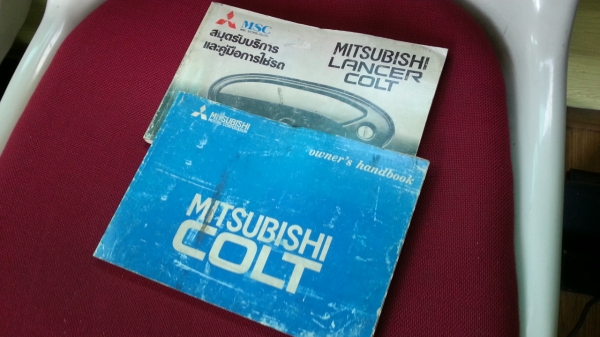 MSC
สมุดรับบริการ
และคู่มือการใช้รถ
MITSUBISHI
LANCER
COLT
MITSUBISHI
owner's handbook
MITSUBISHI
COLT